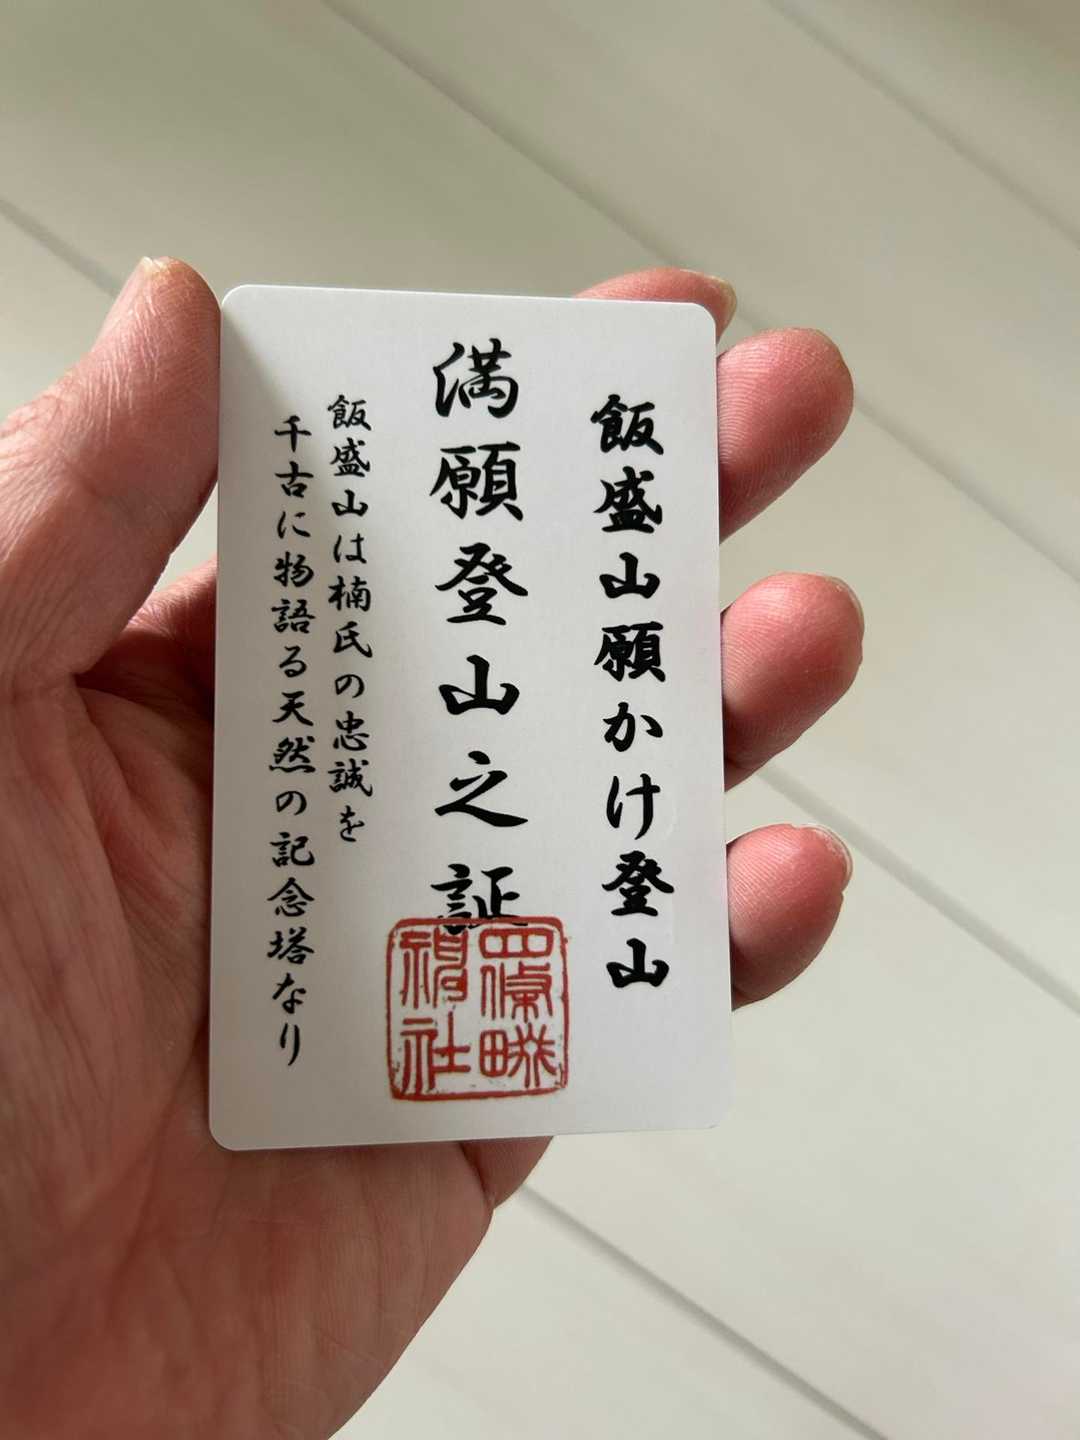 飯盛山願かけ登山
満願登山之証
飯盛山は楠氏の忠誠を
千古に物語る天然の記念塔なり
四條畷
神社